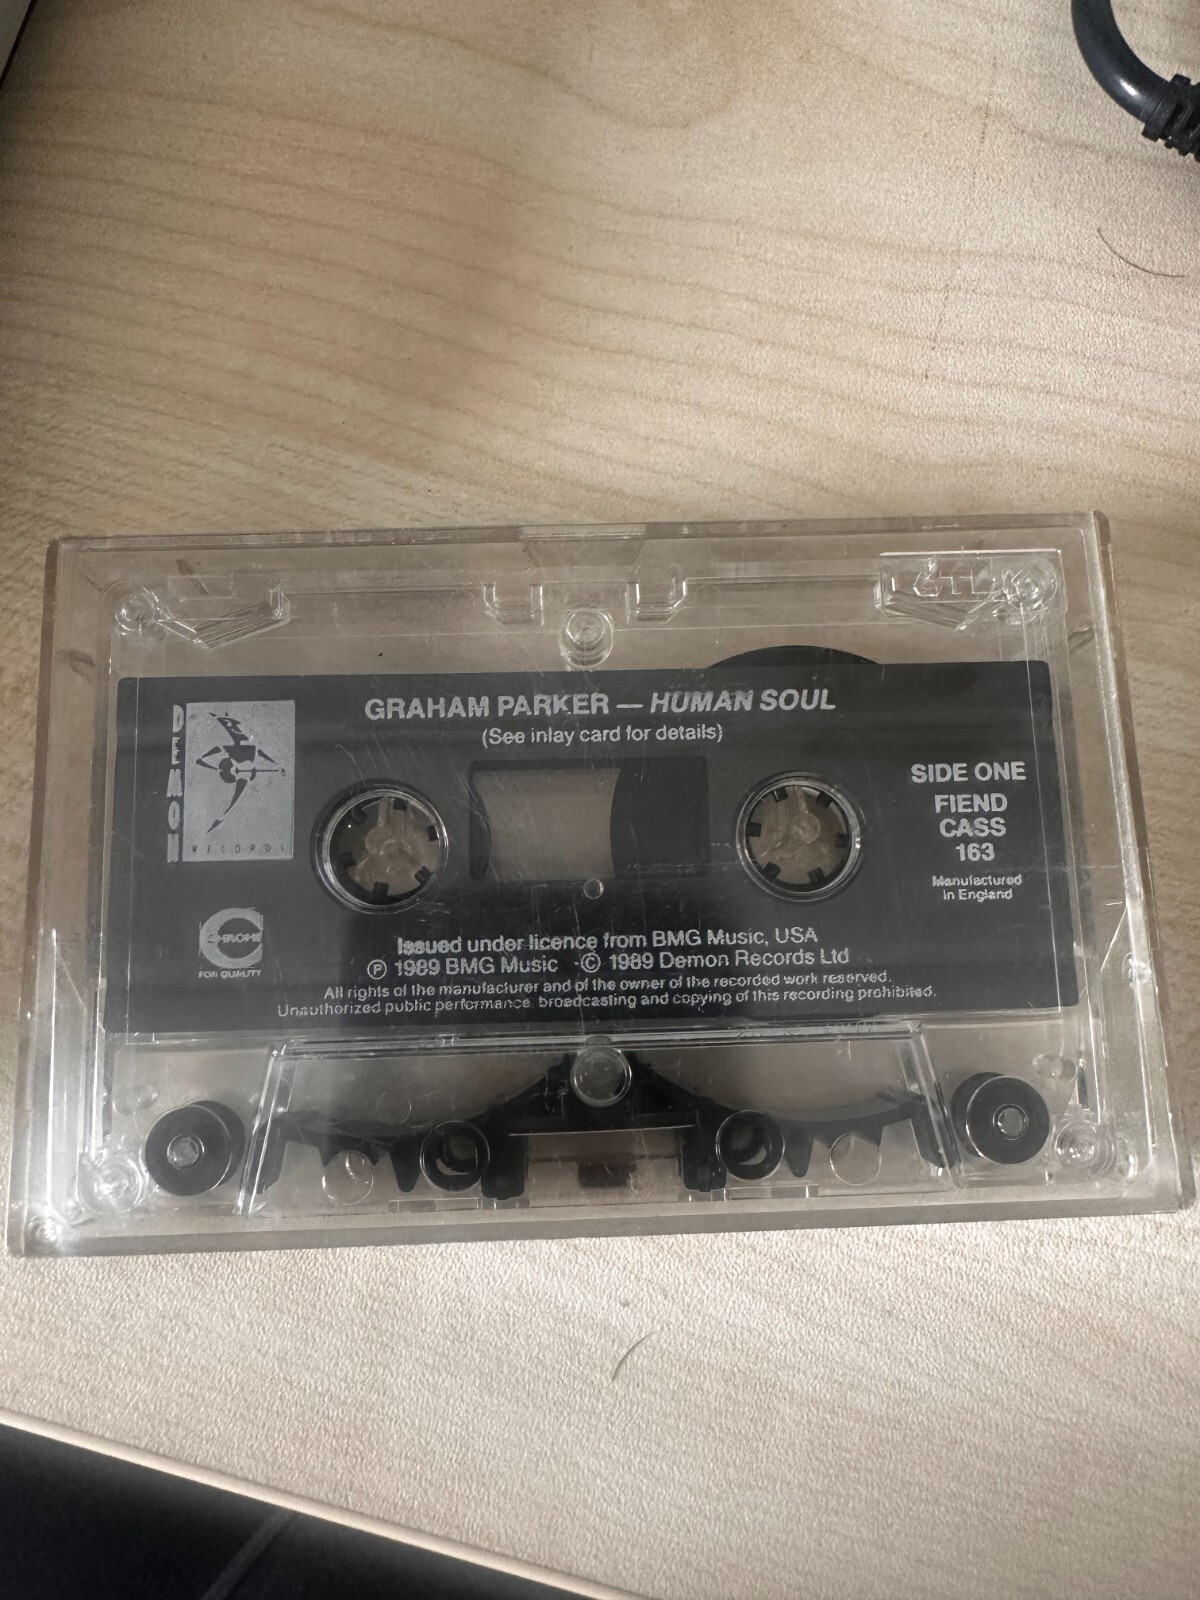 GRAHAM PARKER — HUMAN SOUL
(See inlay card for details)
DEMON
RECORDS
SIDE ONE
FIEND
CASS
163
Manufactured
in England
CHROME
FOR QUALITY
Issued under licence from BMG Music, USA
℗ 1989 BMG Music · © 1989 Demon Records Ltd
All rights of the manufacturer and of the owner of the recorded work reserved.
Unauthorized public performance, broadcasting and copying of this recording prohibited.